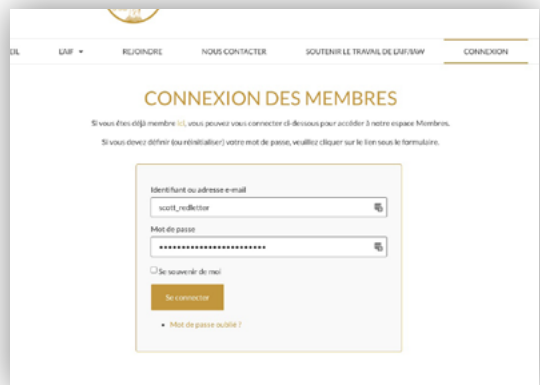 EIL L'AIF REJOINDRE NOUS CONTACTER SOUTENIR LE TRAVAIL DE L'AIF/IAW CONNEXION
CONNEXION DES MEMBRES
Si vous êtes déjà membre ici, vous pouvez vous connecter ci-dessous pour accéder à notre espace Membres.
Si vous devez définir (ou réinitialiser) votre mot de passe, veuillez cliquer sur le lien sous le formulaire.
Identifiant ou adresse e-mail
scott_redletter
Mot de passe
Se souvenir de moi
Se connecter
Mot de passe oublié ?